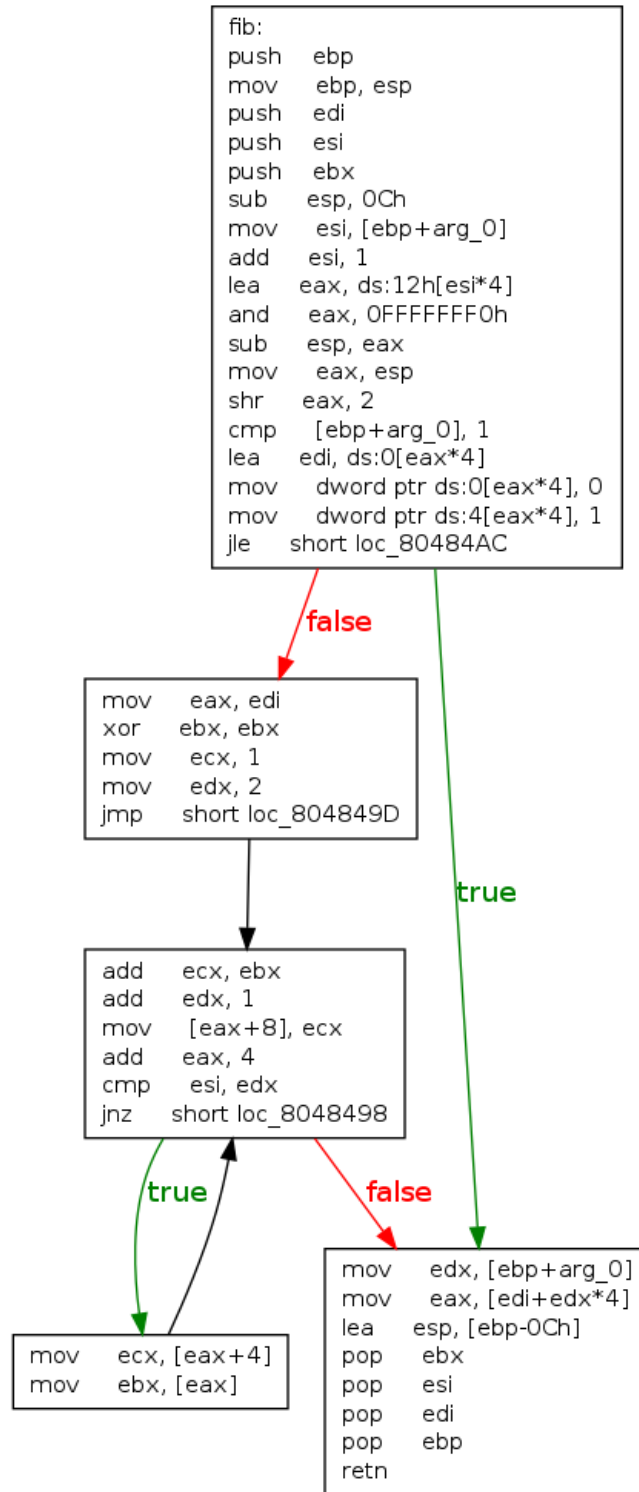 fib:
push ebp
mov ebp, esp
push edi
push esi
push ebx
sub esp, 0Ch
mov esi, [ebp+arg_0]
add esi, 1
lea eax, ds:12h[esi*4]
and eax, 0FFFFFFF0h
sub esp, eax
mov eax, esp
shr eax, 2
cmp [ebp+arg_0], 1
lea edi, ds:0[eax*4]
mov dword ptr ds:0[eax*4], 0
mov dword ptr ds:4[eax*4], 1
jle short loc_80484AC
false
mov eax, edi
xor ebx, ebx
mov ecx, 1
mov edx, 2
jmp short loc_804849D
true
add ecx, ebx
add edx, 1
mov [eax+8], ecx
add eax, 4
cmp esi, edx
jnz short loc_8048498
true
false
mov ecx, [eax+4]
mov ebx, [eax]
mov edx, [ebp+arg_0]
mov eax, [edi+edx*4]
lea esp, [ebp-0Ch]
pop ebx
pop esi
pop edi
pop ebp
retn